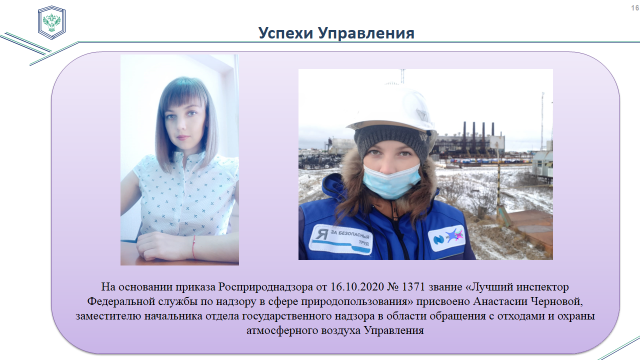 16
Успехи Управления
Я ЗА БЕЗОПАСНЫЙ
ТРУД
На основании приказа Росприроднадзора от 16.10.2020 № 1371 звание «Лучший инспектор
Федеральной службы по надзору в сфере природопользования» присвоено Анастасии Черновой,
заместителю начальника отдела государственного надзора в области обращения с отходами и охраны
атмосферного воздуха Управления